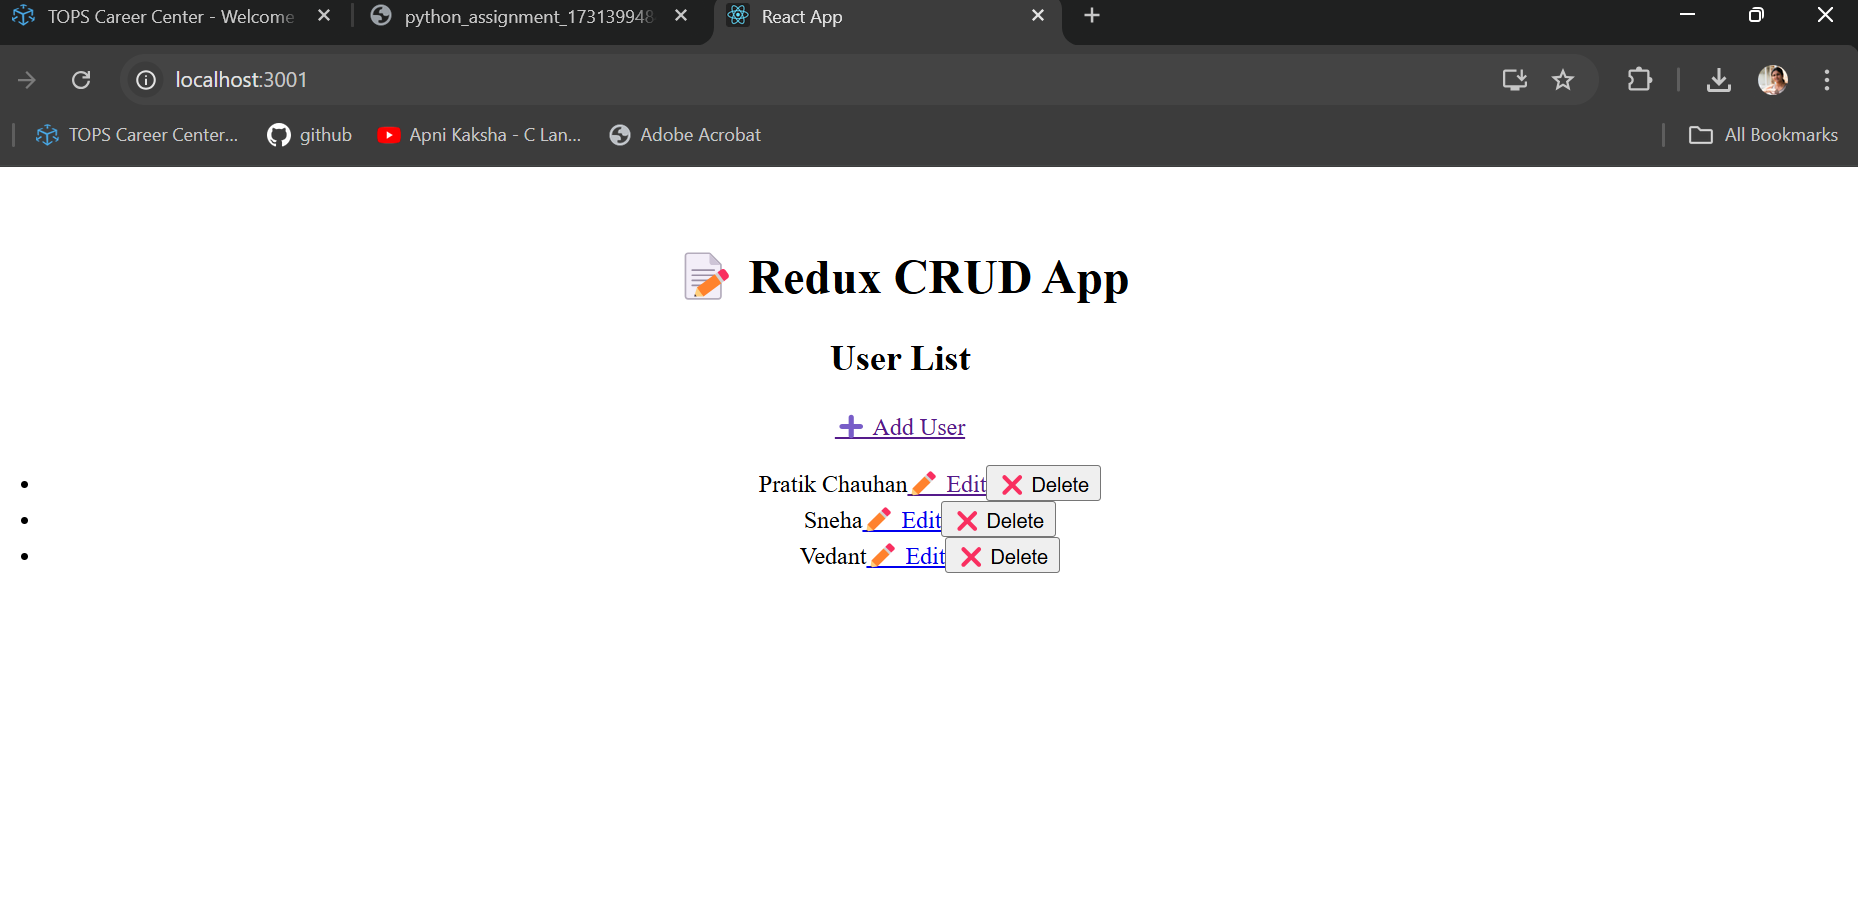 TOPS Career Center - Welcome
python_assignment_173139948
React App
localhost:3001
TOPS Career Center...
github
Apni Kaksha - C Lan...
Adobe Acrobat
All Bookmarks
📝 Redux CRUD App
User List
➕ Add User
• Pratik Chauhan✏️ Edit❌ Delete
• Sneha✏️ Edit❌ Delete
• Vedant✏️ Edit❌ Delete